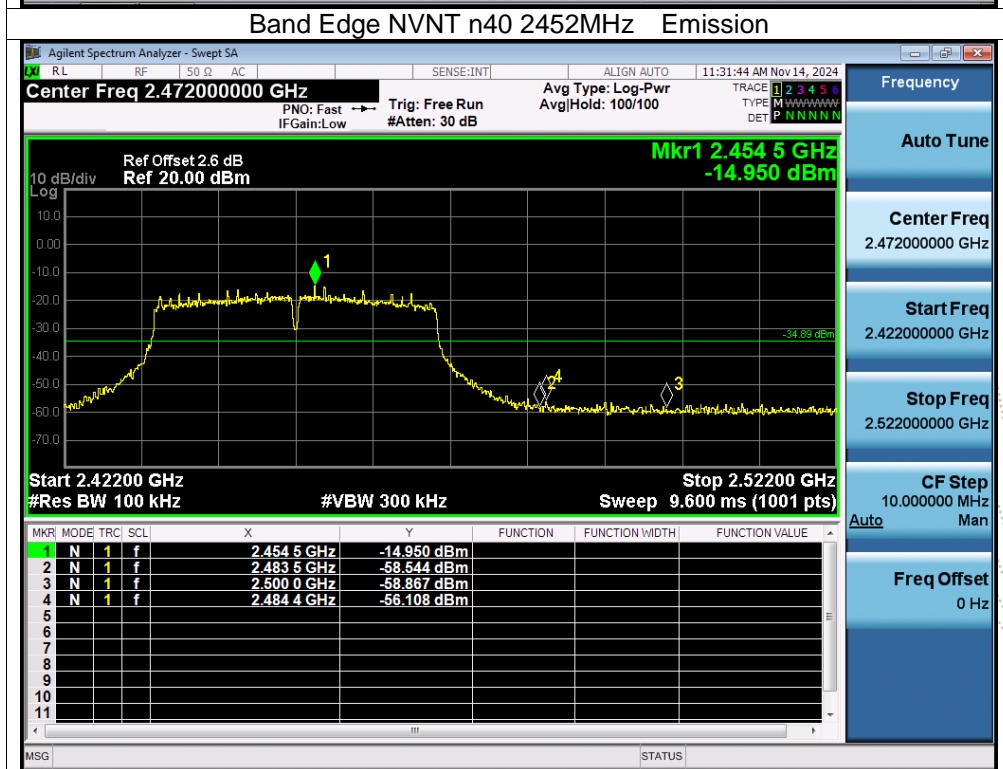 Band Edge NVNT n40 2452MHz Emission
Agilent Spectrum Analyzer - Swept SA
LXI RL RF 50 Ω AC SENSE:INT ALIGN AUTO 11:31:44 AM Nov 14, 2024
Center Freq 2.472000000 GHz
PNO: Fast
IFGain:Low
Trig: Free Run
#Atten: 30 dB
Avg Type: Log-Pwr
Avg|Hold: 100/100
TRACE 1 2 3 4 5 6
TYPE M WWWWW
DET P N N N N N
Mkr1 2.454 5 GHz
-14.950 dBm
Ref Offset 2.6 dB
10 dB/div Ref 20.00 dBm
Log
10.0
0.00
-10.0
-20.0
-30.0
-40.0
-50.0
-60.0
-70.0
1
-34.89 dBm
2
4
3
Start 2.42200 GHz Stop 2.52200 GHz
#Res BW 100 kHz #VBW 300 kHz Sweep 9.600 ms (1001 pts)
MKR MODE TRC SCL X Y FUNCTION FUNCTION WIDTH FUNCTION VALUE
1 N 1 f 2.454 5 GHz -14.950 dBm
2 N 1 f 2.483 5 GHz -58.544 dBm
3 N 1 f 2.500 0 GHz -58.867 dBm
4 N 1 f 2.484 4 GHz -56.108 dBm
5
6
7
8
9
10
11
MSG STATUS
Frequency
Auto Tune
Center Freq
2.472000000 GHz
Start Freq
2.422000000 GHz
Stop Freq
2.522000000 GHz
CF Step
10.000000 MHz
Auto Man
Freq Offset
0 Hz